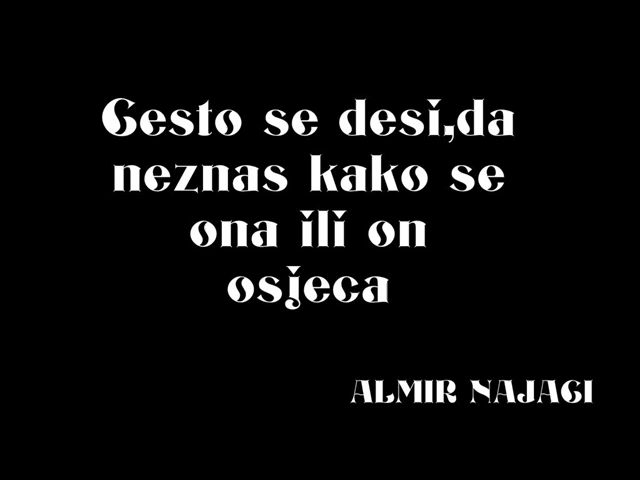 Cesto se desi,da
neznas kako se
ona ili on
osjeca
ALMIR NAJAGI